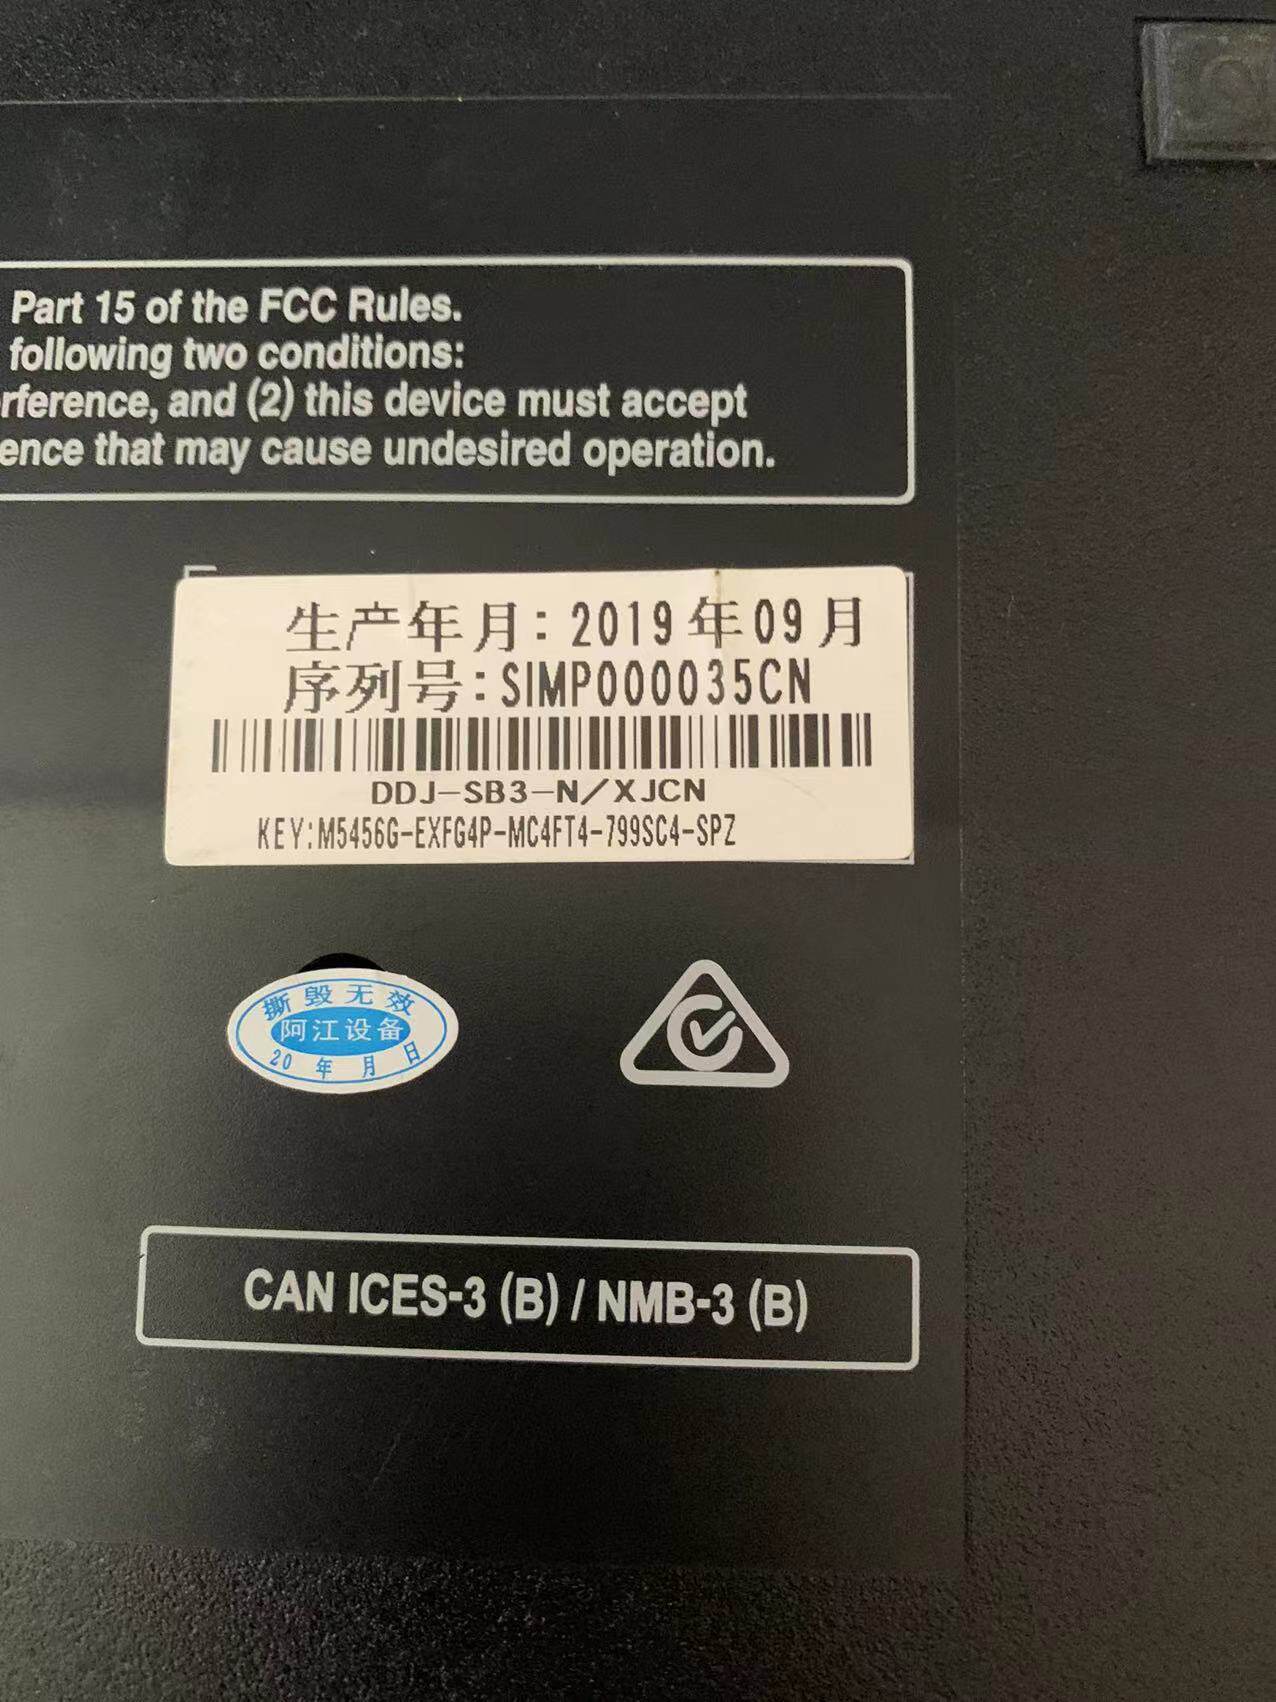 Part 15 of the FCC Rules.
following two conditions:
rference, and (2) this device must accept
ence that may cause undesired operation.
生产年月:2019年09月
序列号:SIMP000035CN
DDJ-SB3-N/XJCN
KEY:M5456G-EXFG4P-MC4FT4-799SC4-SPZ
撕毁无效
阿江设备
20 年 月 日
CAN ICES-3 (B) / NMB-3 (B)